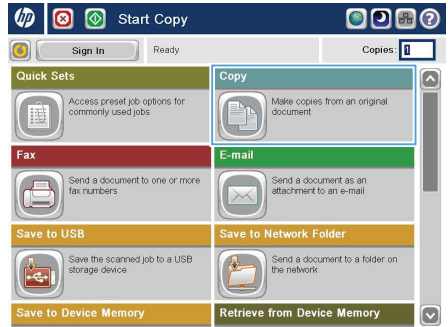 hp Start Copy
Sign In Ready Copies: 1
Quick Sets
Access preset job options for
commonly used jobs
Copy
Make copies from an original
document
Fax
Send a document to one or more
fax numbers
E-mail
Send a document as an
attachment to an e-mail
Save to USB
Save the scanned job to a USB
storage device
Save to Network Folder
Send a document to a folder on
the network
Save to Device Memory
Retrieve from Device Memory